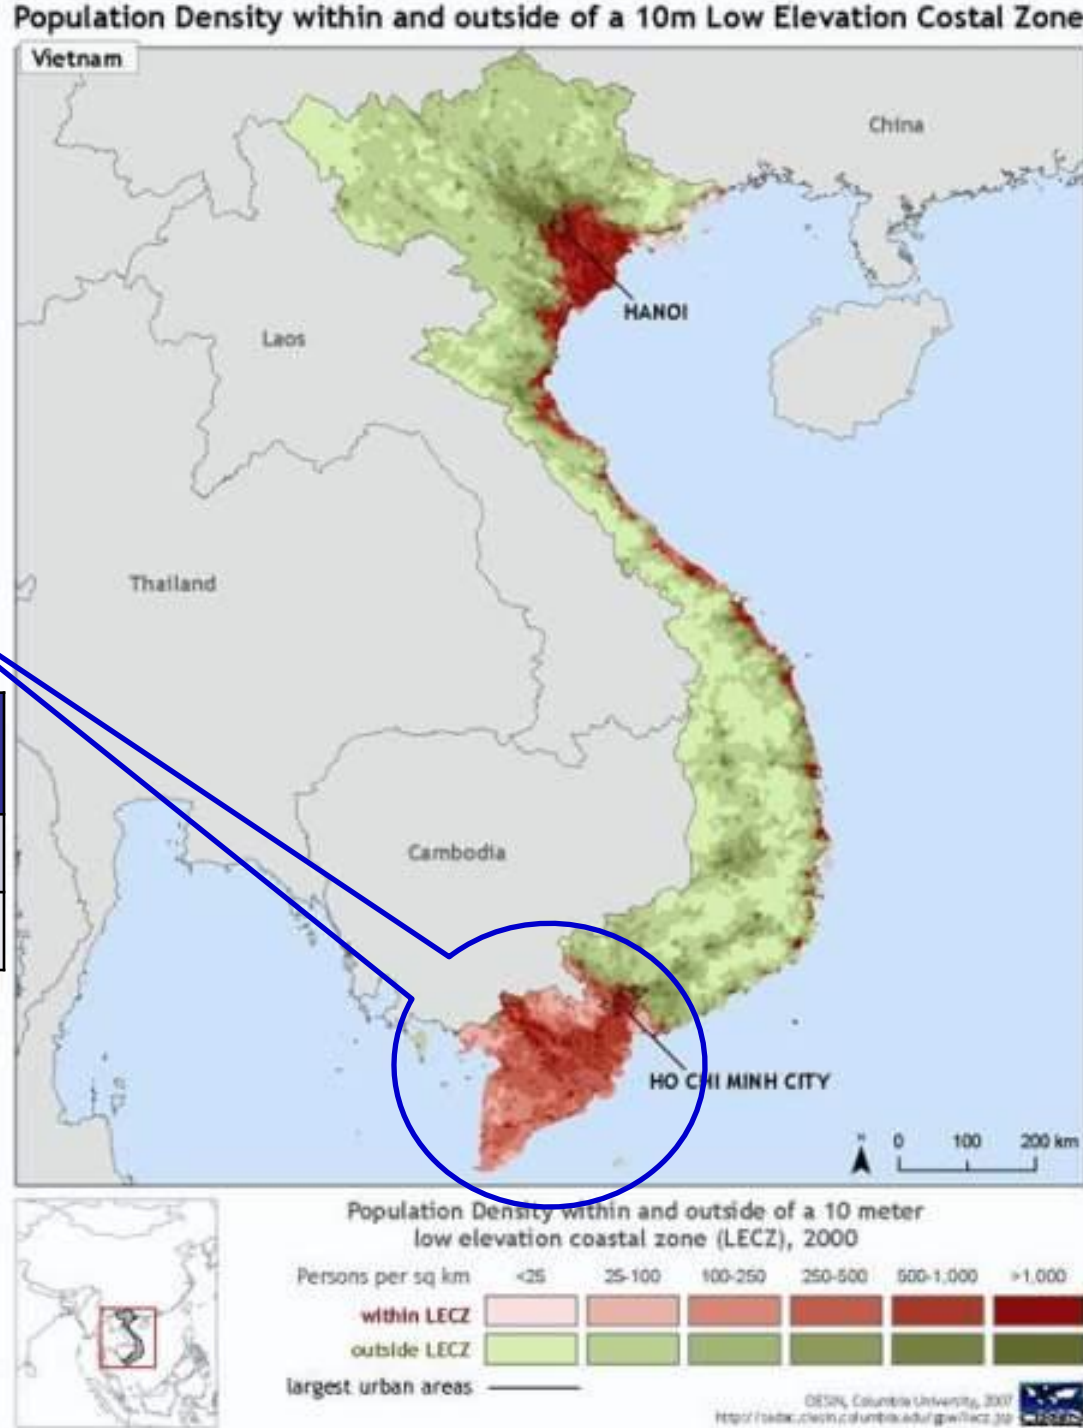 Population Density within and outside of a 10m Low Elevation Costal Zone
Vietnam
China
HANOI
Laos
Thailand
Cambodia
HO CHI MINH CITY
N
0 100 200 km
Population Density within and outside of a 10 meter
low elevation coastal zone (LECZ), 2000
Persons per sq km <25 25-100 100-250 250-500 500-1,000 >1,000
within LECZ
outside LECZ
largest urban areas
CIESIN, Columbia University, 2007